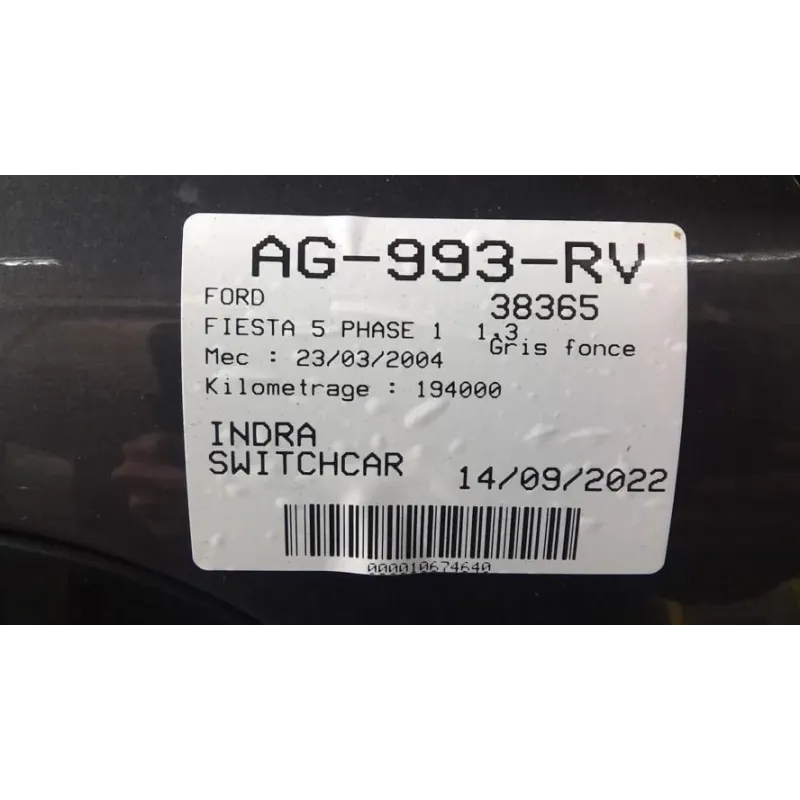 AG-993-RV
FORD 38365
FIESTA 5 PHASE 1 1.3
Gris fonce
Mec : 23/03/2004
Kilometrage : 194000
INDRA
SWITCHCAR 14/09/2022
000010674640